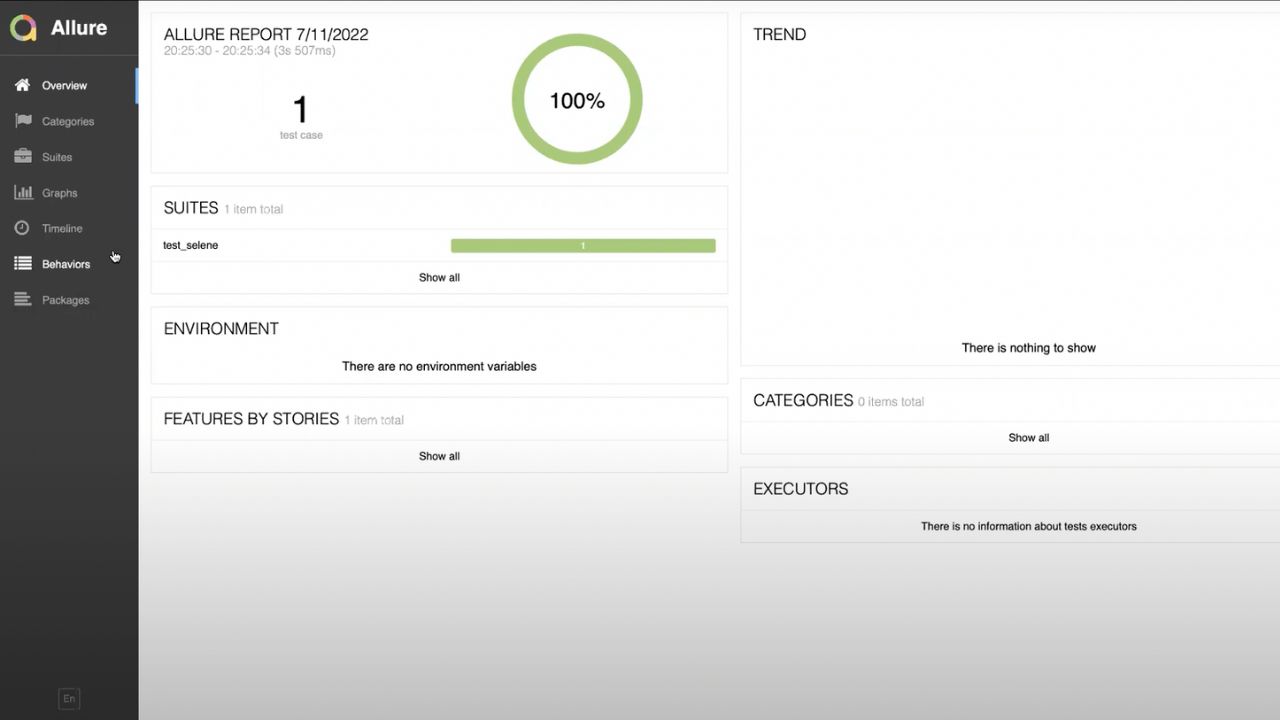 Allure
Overview
Categories
Suites
Graphs
Timeline
Behaviors
Packages
En
ALLURE REPORT 7/11/2022
20:25:30 - 20:25:34 (3s 507ms)
1
test case
100%
SUITES 1 item total
test_selene 1
Show all
ENVIRONMENT
There are no environment variables
FEATURES BY STORIES 1 item total
Show all
TREND
There is nothing to show
CATEGORIES 0 items total
Show all
EXECUTORS
There is no information about tests executors